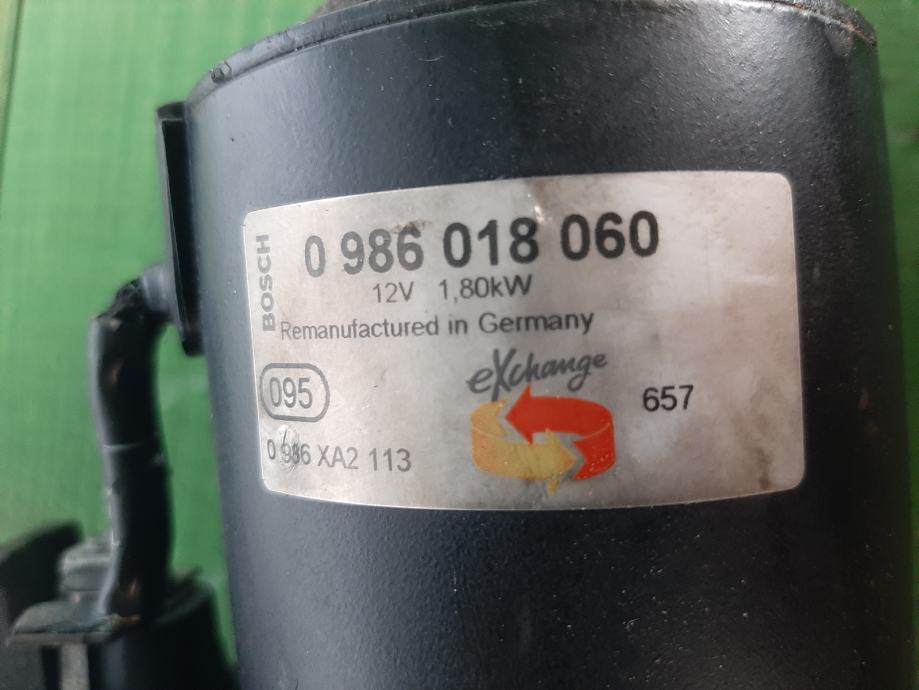 BOSCH
0 986 018 060
12V 1,80kW
Remanufactured in Germany
eXchange
095
657
0 986 XA2 113